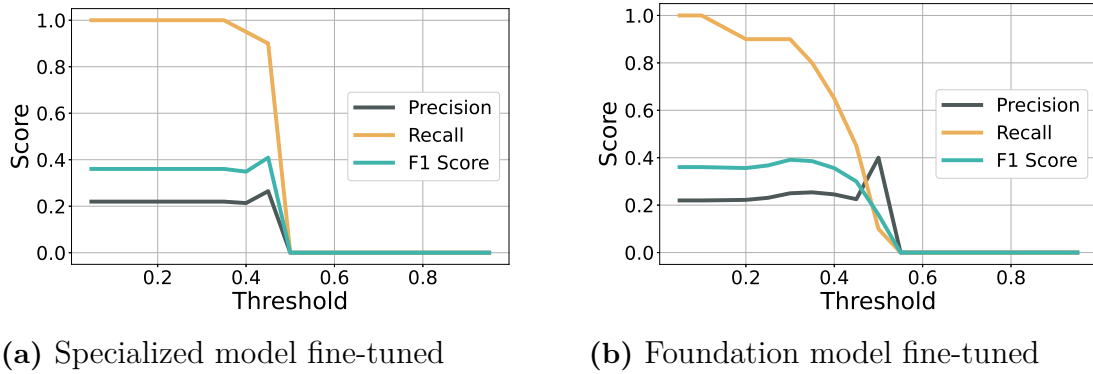 1.0
0.8
0.6
0.4
0.2
0.0
Score
Precision
Recall
F1 Score
0.2 0.4 0.6 0.8
Threshold
(a) Specialized model fine-tuned
1.0
0.8
0.6
0.4
0.2
0.0
Score
Precision
Recall
F1 Score
0.2 0.4 0.6 0.8
Threshold
(b) Foundation model fine-tuned